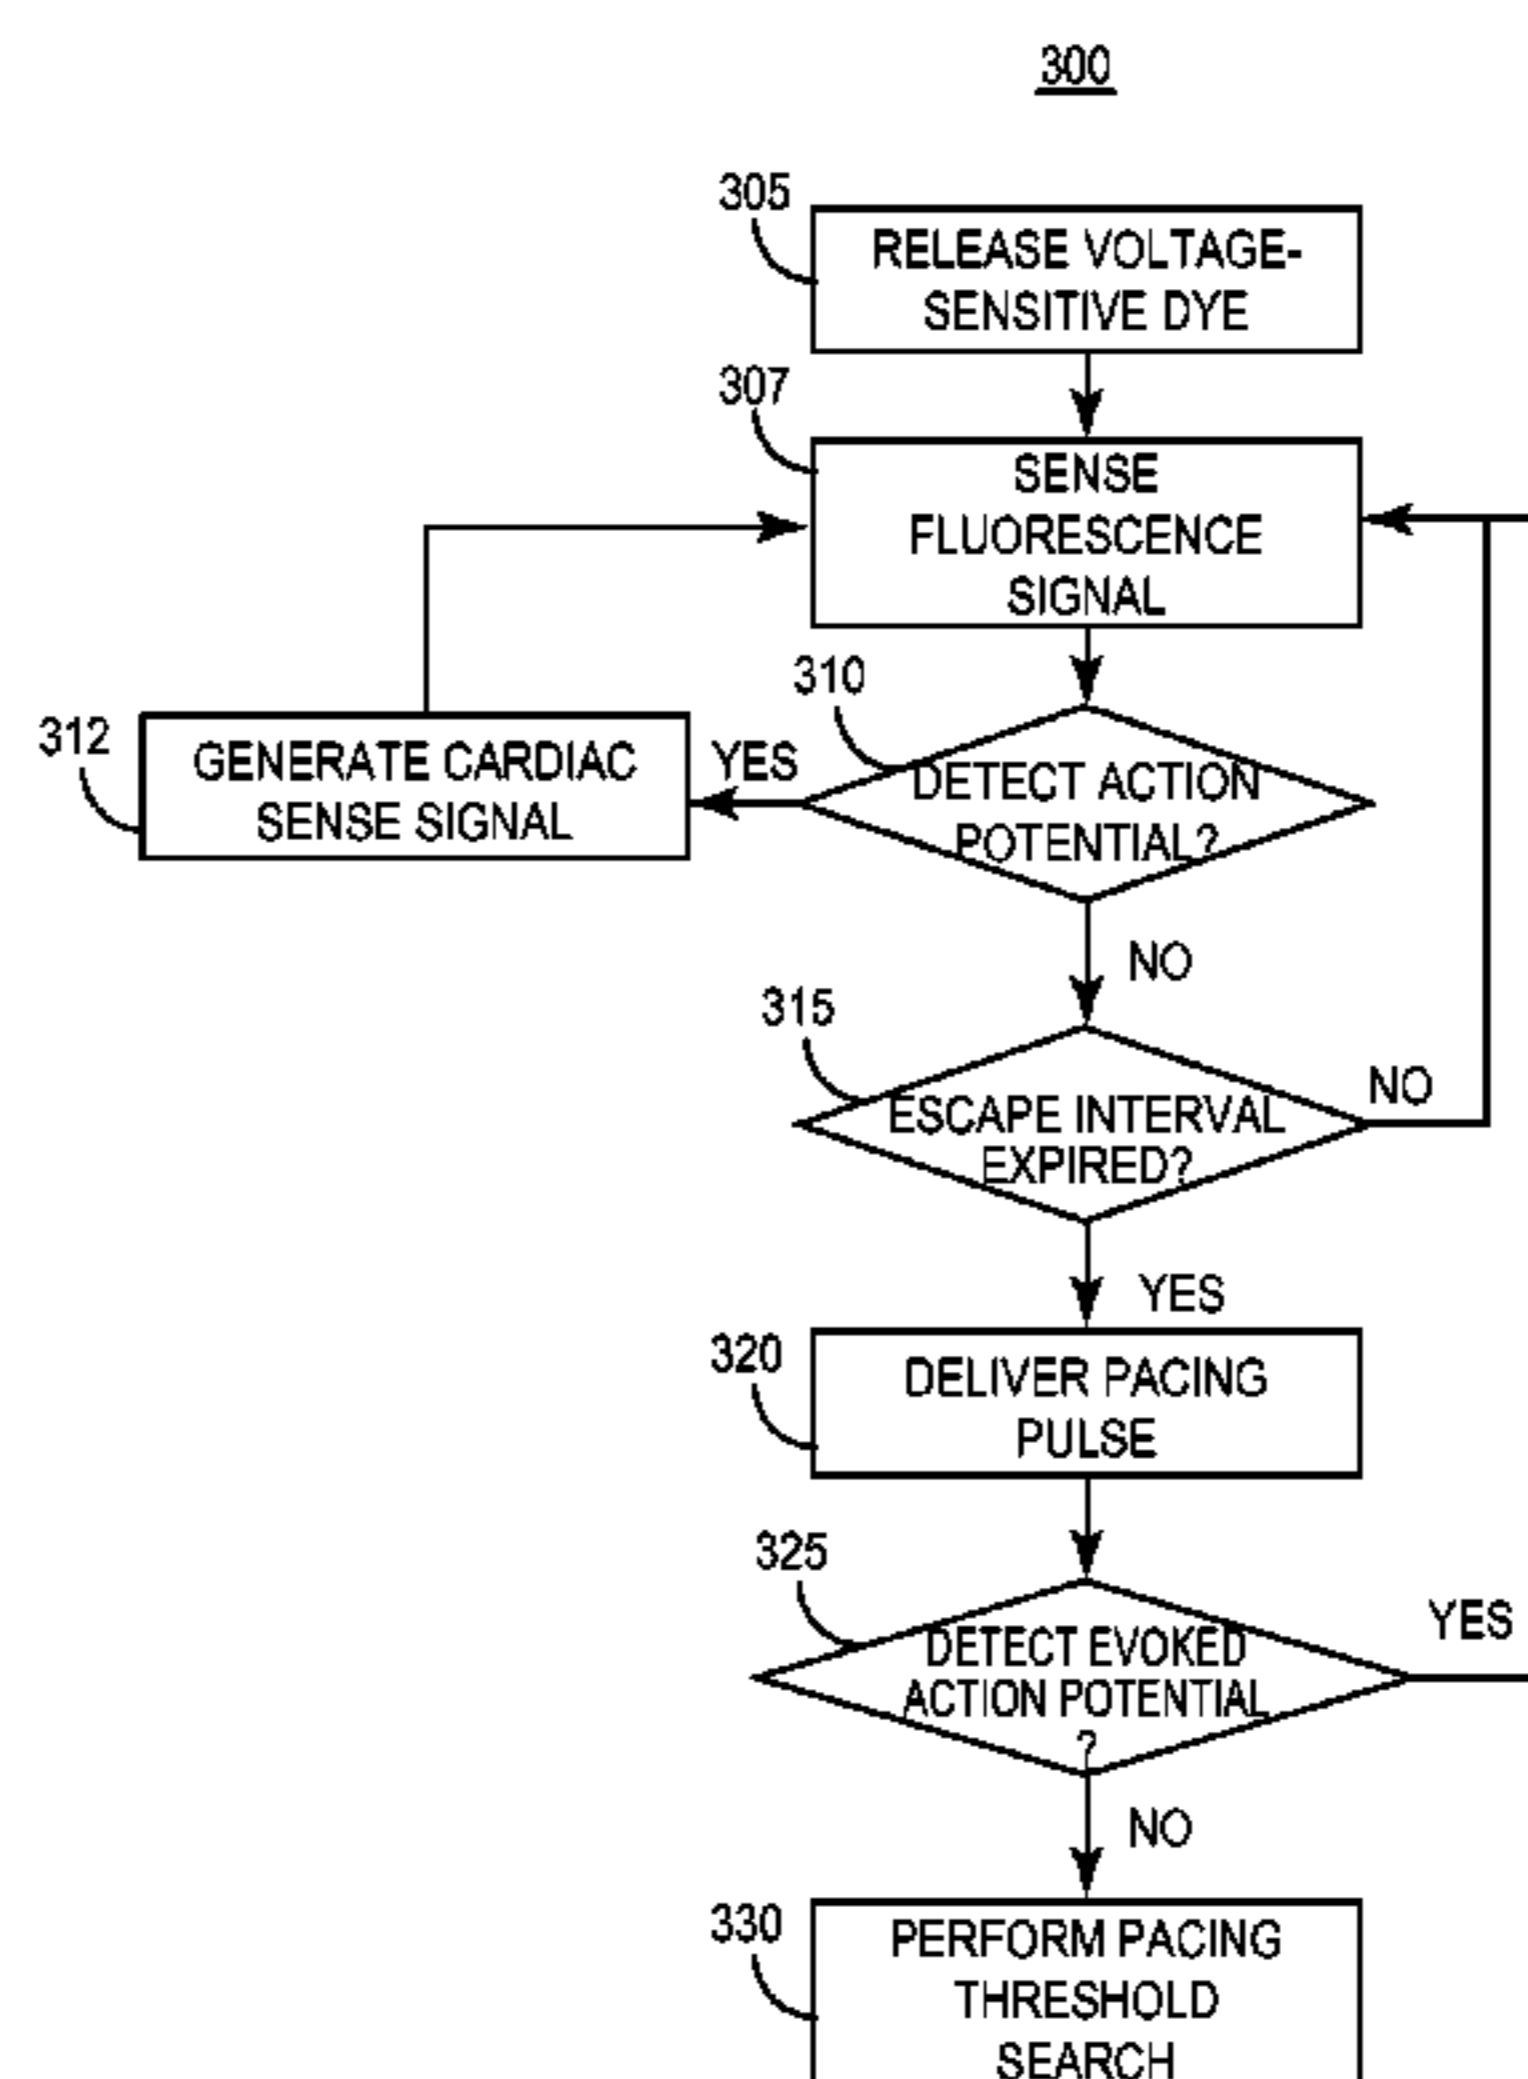 300
305
RELEASE VOLTAGE-
SENSITIVE DYE
307
SENSE
FLUORESCENCE
SIGNAL
310
DETECT ACTION
POTENTIAL?
YES
312
GENERATE CARDIAC
SENSE SIGNAL
NO
315
ESCAPE INTERVAL
EXPIRED?
NO
YES
320
DELIVER PACING
PULSE
325
DETECT EVOKED
ACTION POTENTIAL
?
YES
NO
330
PERFORM PACING
THRESHOLD
SEARCH